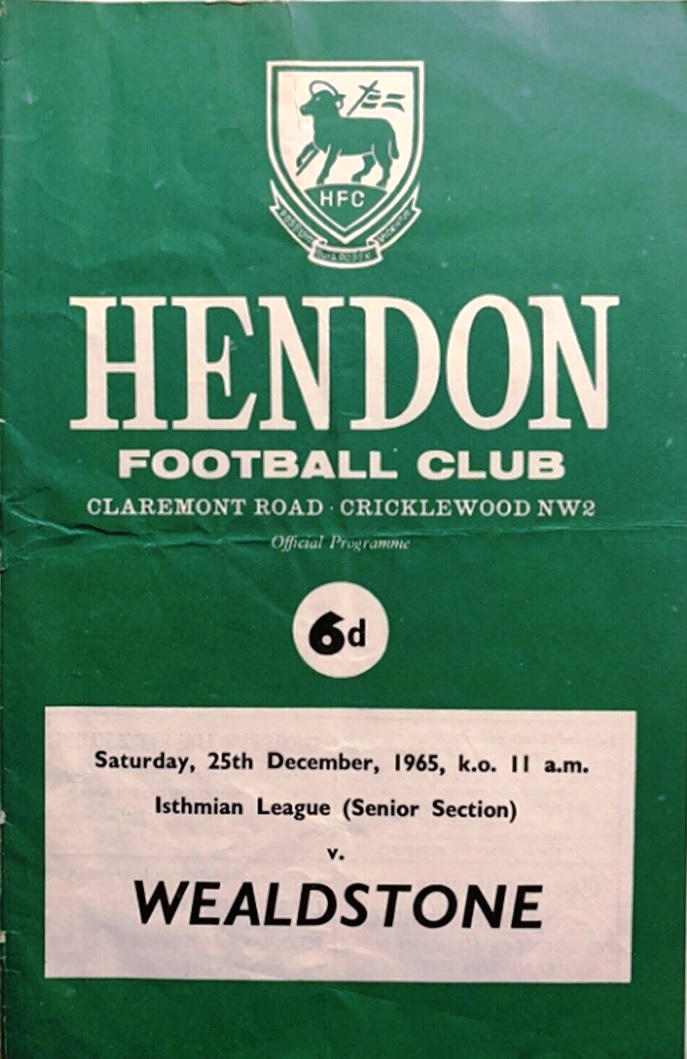 HFC
HENDON
FOOTBALL CLUB
CLAREMONT ROAD · CRICKLEWOOD NW2
Official Programme
6d
Saturday, 25th December, 1965, k.o. 11 a.m.
Isthmian League (Senior Section)
v.
WEALDSTONE